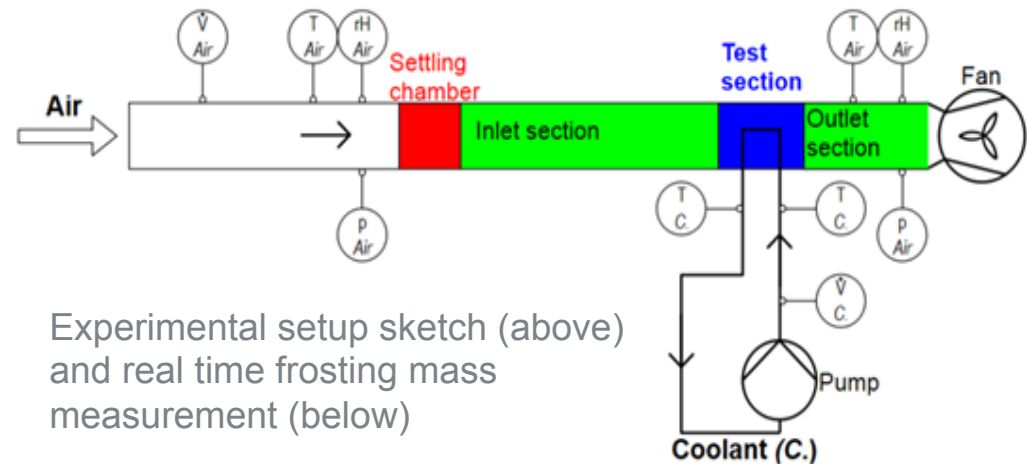 V̇
Air
T
Air
rH
Air
T
Air
rH
Air
Settling
chamber
Test
section
Fan
Air
Inlet section
Outlet
section
p
Air
T
C.
T
C.
p
Air
V̇
C.
Experimental setup sketch (above)
and real time frosting mass
measurement (below)
Pump
Coolant (C.)